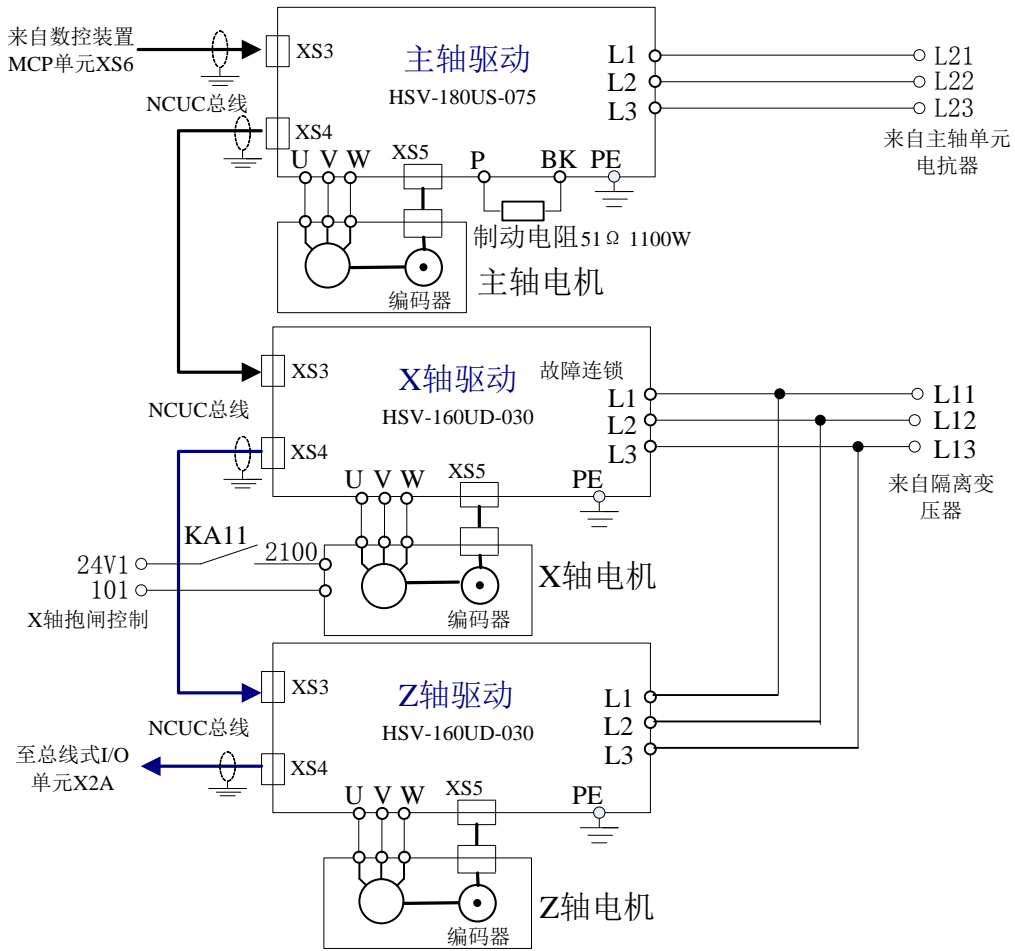 来自数控装置
MCP单元XS6
XS3
主轴驱动
HSV-180US-075
L1
L2
L3
L21
L22
L23
来自主轴单元
电抗器
NCUC总线
XS4
U V W
XS5
P
BK
PE
制动电阻51Ω 1100W
主轴电机
编码器
XS3
X轴驱动
故障连锁
HSV-160UD-030
L1
L2
L3
L11
L12
L13
来自隔离变
压器
NCUC总线
XS4
U V W
XS5
PE
KA11
24V1
2100
101
X轴抱闸控制
X轴电机
编码器
XS3
Z轴驱动
HSV-160UD-030
L1
L2
L3
NCUC总线
至总线式I/O
单元X2A
XS4
U V W
XS5
PE
Z轴电机
编码器